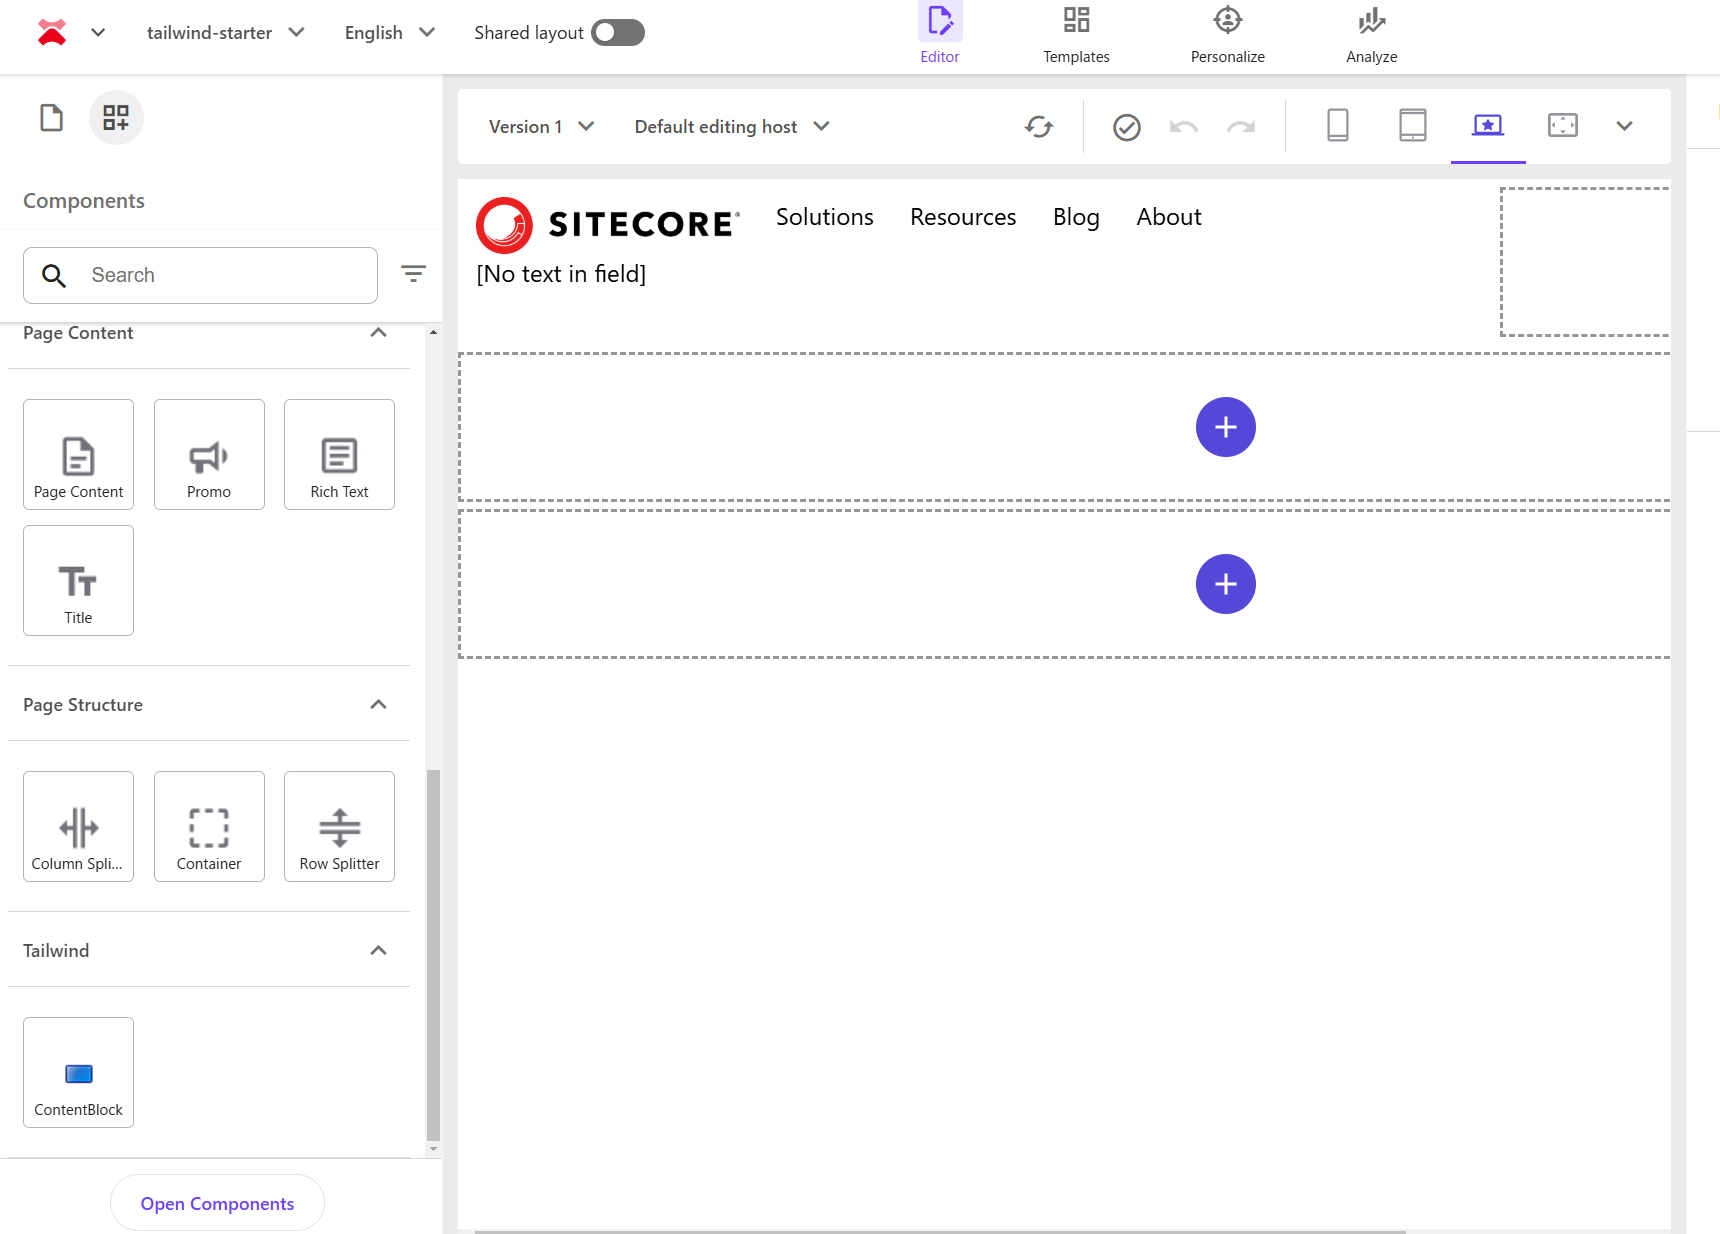 tailwind-starter
English
Shared layout
Editor
Templates
Personalize
Analyze
Components
Search
Page Content
Page Content
Promo
Rich Text
Title
Page Structure
Column Spli...
Container
Row Splitter
Tailwind
ContentBlock
Open Components
Version 1
Default editing host
SITECORE
Solutions
Resources
Blog
About
[No text in field]